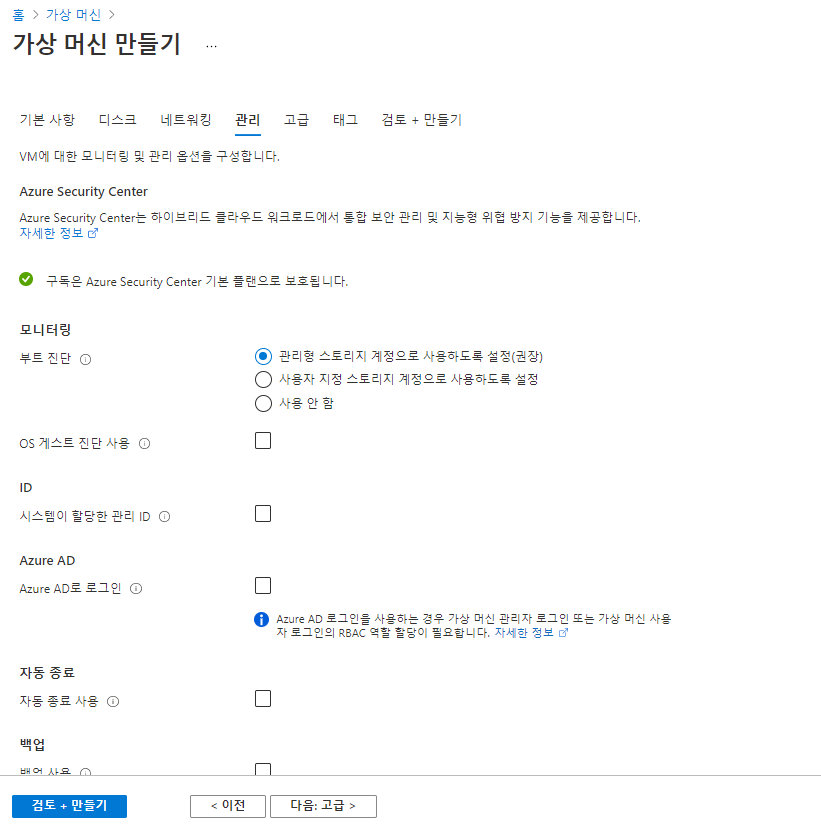 홈 > 가상 머신 >
가상 머신 만들기 ...
기본 사항 디스크 네트워킹 관리 고급 태그 검토 + 만들기
VM에 대한 모니터링 및 관리 옵션을 구성합니다.
Azure Security Center
Azure Security Center는 하이브리드 클라우드 워크로드에서 통합 보안 관리 및 지능형 위협 방지 기능을 제공합니다.
자세한 정보
구독은 Azure Security Center 기본 플랜으로 보호됩니다.
모니터링
부트 진단
관리형 스토리지 계정으로 사용하도록 설정(권장)
사용자 지정 스토리지 계정으로 사용하도록 설정
사용 안 함
OS 게스트 진단 사용
ID
시스템이 할당한 관리 ID
Azure AD
Azure AD로 로그인
Azure AD 로그인을 사용하는 경우 가상 머신 관리자 로그인 또는 가상 머신 사용
자 로그인의 RBAC 역할 할당이 필요합니다. 자세한 정보
자동 종료
자동 종료 사용
백업
백업 사용
검토 + 만들기 < 이전 다음: 고급 >